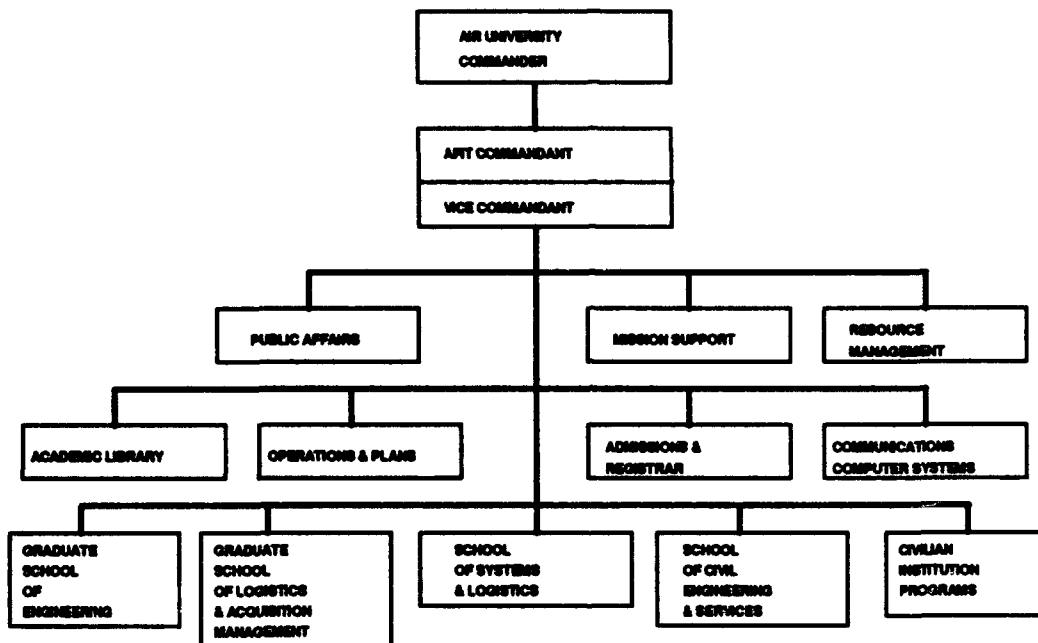 AIR UNIVERSITY
COMMANDER
AFIT COMMANDANT
VICE COMMANDANT
PUBLIC AFFAIRS
MISSION SUPPORT
RESOURCE
MANAGEMENT
ACADEMIC LIBRARY
OPERATIONS & PLANS
ADMISSIONS &
REGISTRAR
COMMUNICATIONS
COMPUTER SYSTEMS
GRADUATE
SCHOOL
OF
ENGINEERING
GRADUATE
SCHOOL
OF LOGISTICS
& ACQUISITION
MANAGEMENT
SCHOOL
OF SYSTEMS
& LOGISTICS
SCHOOL
OF CIVIL
ENGINEERING
& SERVICES
CIVILIAN
INSTITUTION
PROGRAMS